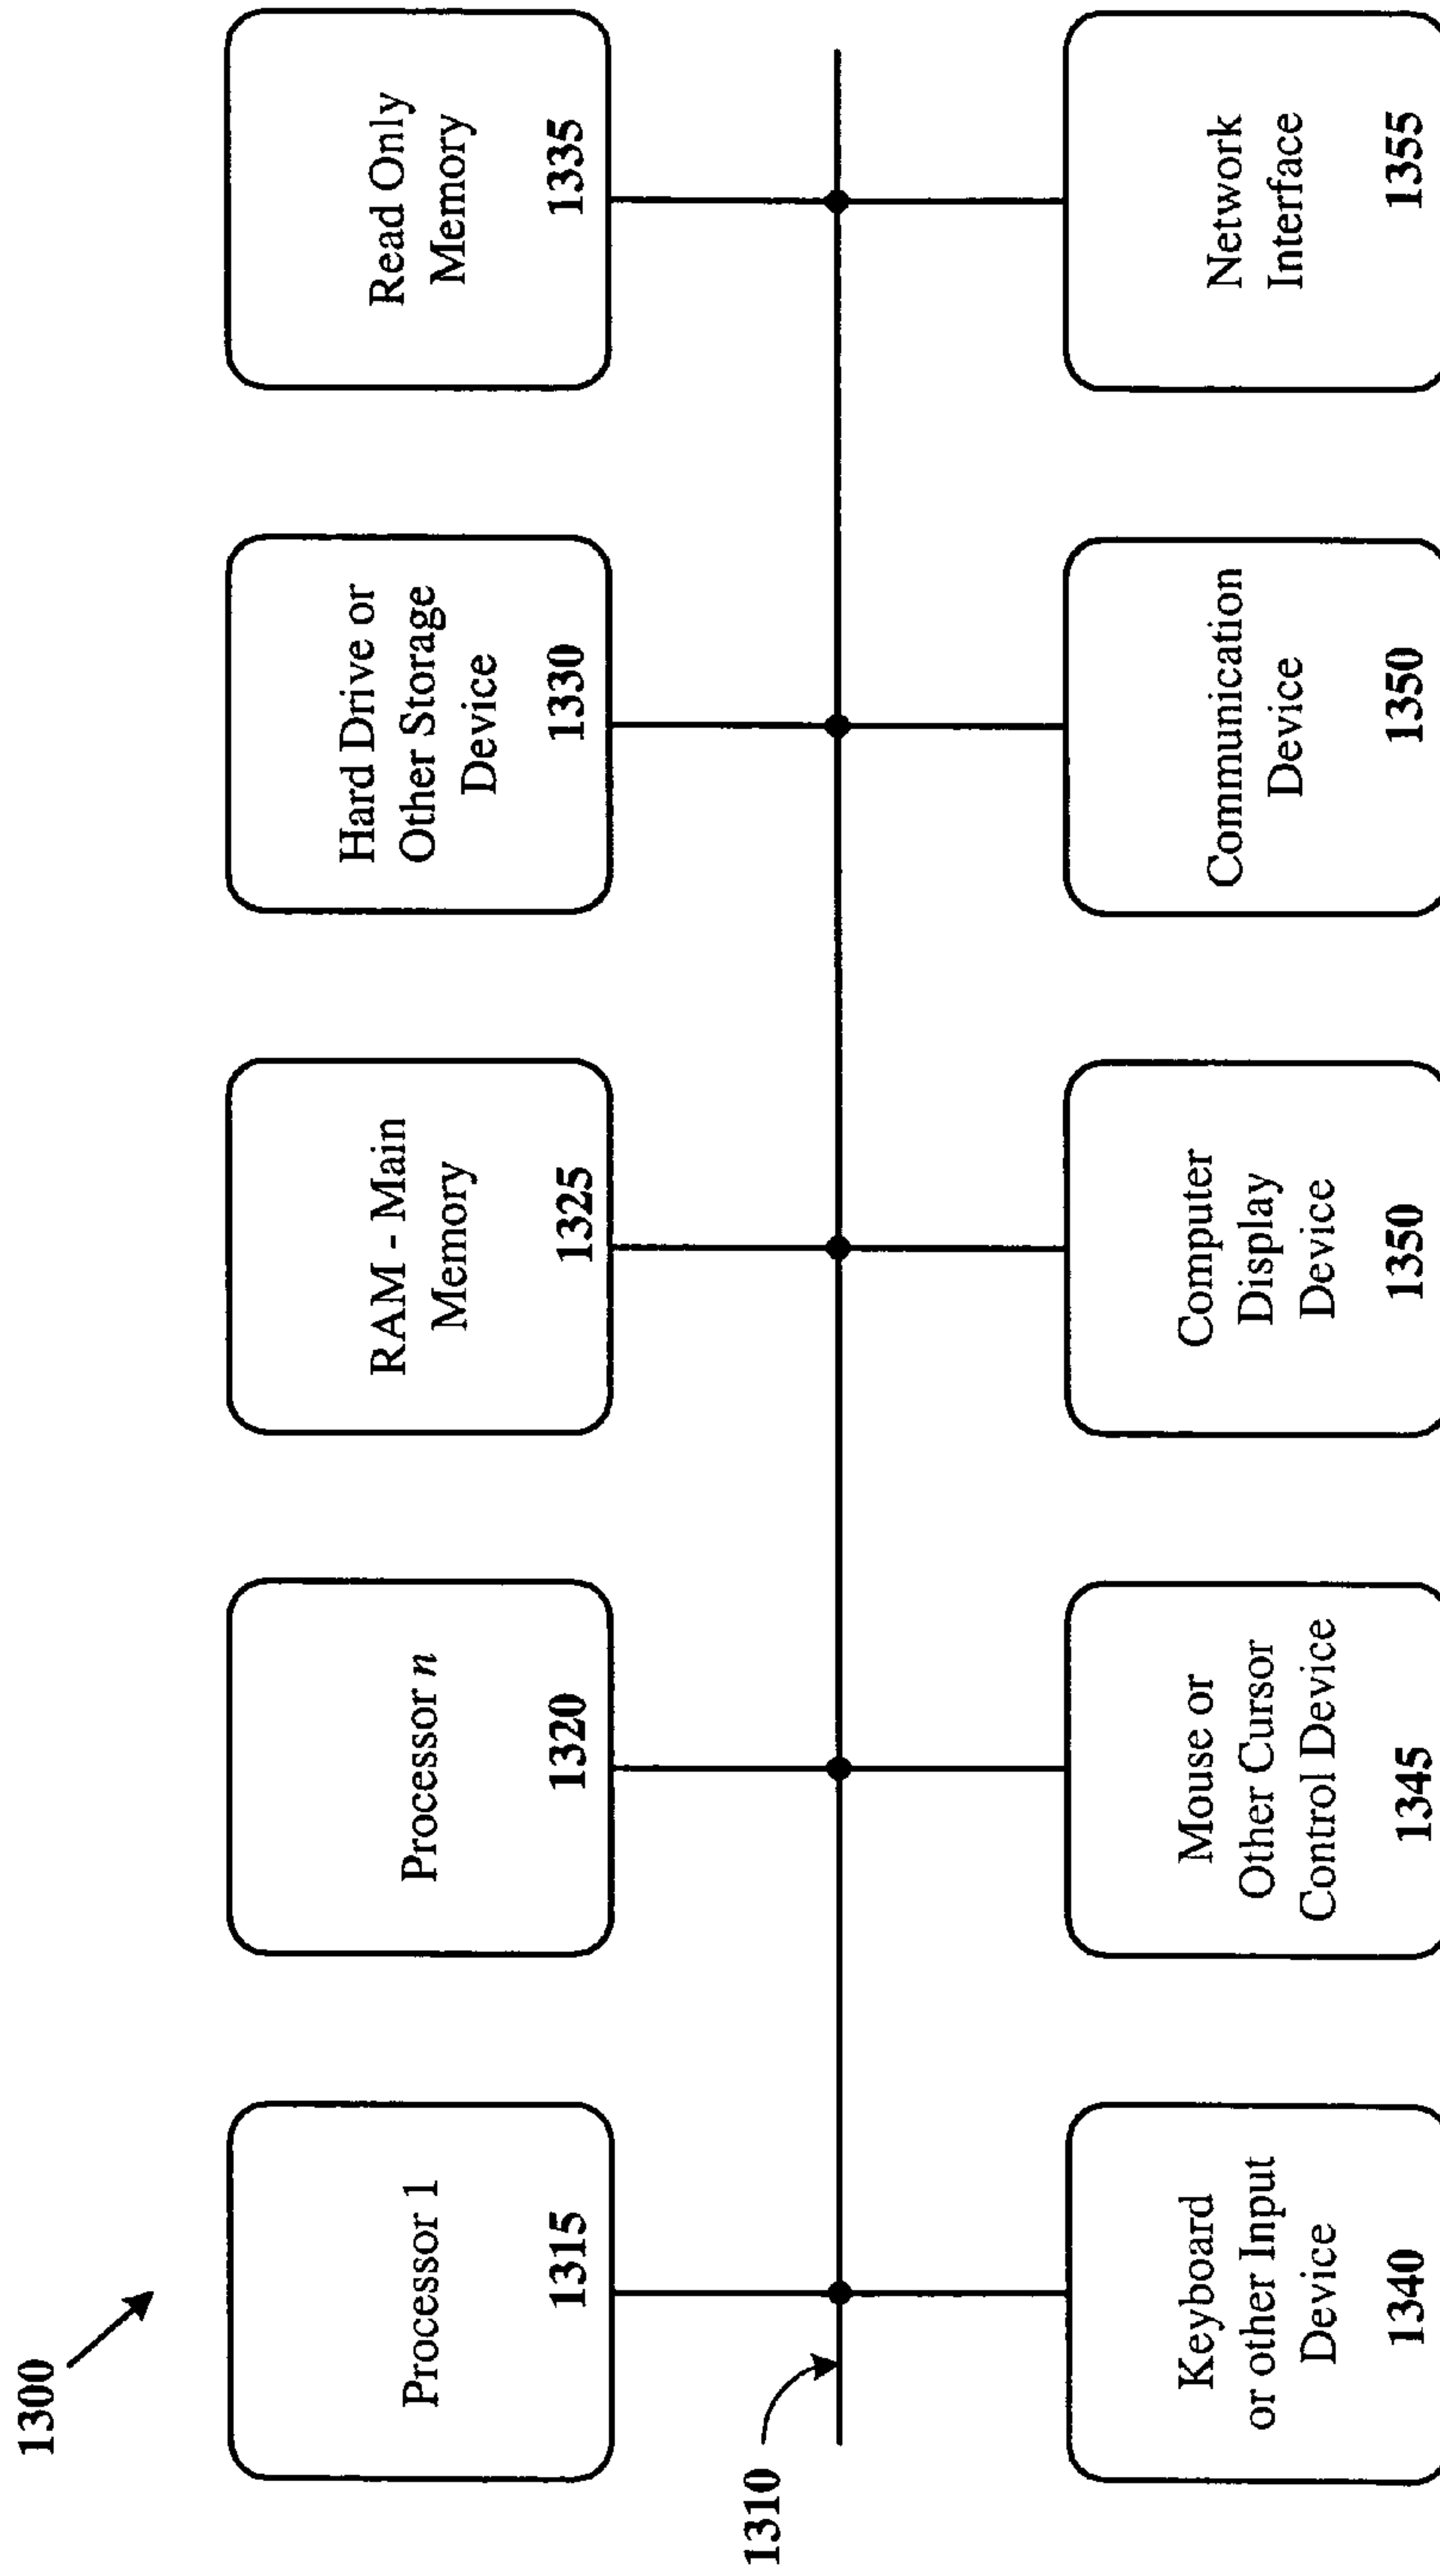 1300
Processor 1
1315
Processor n
1320
RAM - Main
Memory
1325
Hard Drive or
Other Storage
Device
1330
Read Only
Memory
1335
1310
Keyboard
or other Input
Device
1340
Mouse or
Other Cursor
Control Device
1345
Computer
Display
Device
1350
Communication
Device
1350
Network
Interface
1355